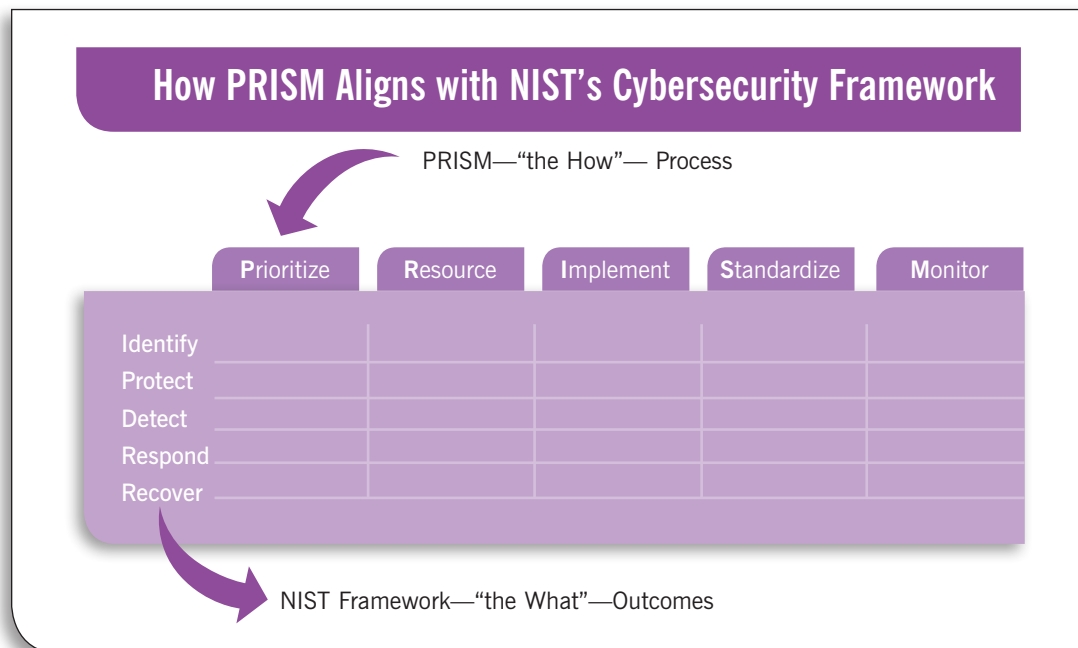 How PRISM Aligns with NIST's Cybersecurity Framework
PRISM—“the How”— Process
Prioritize Resource Implement Standardize Monitor
Identify
Protect
Detect
Respond
Recover
NIST Framework—“the What”—Outcomes